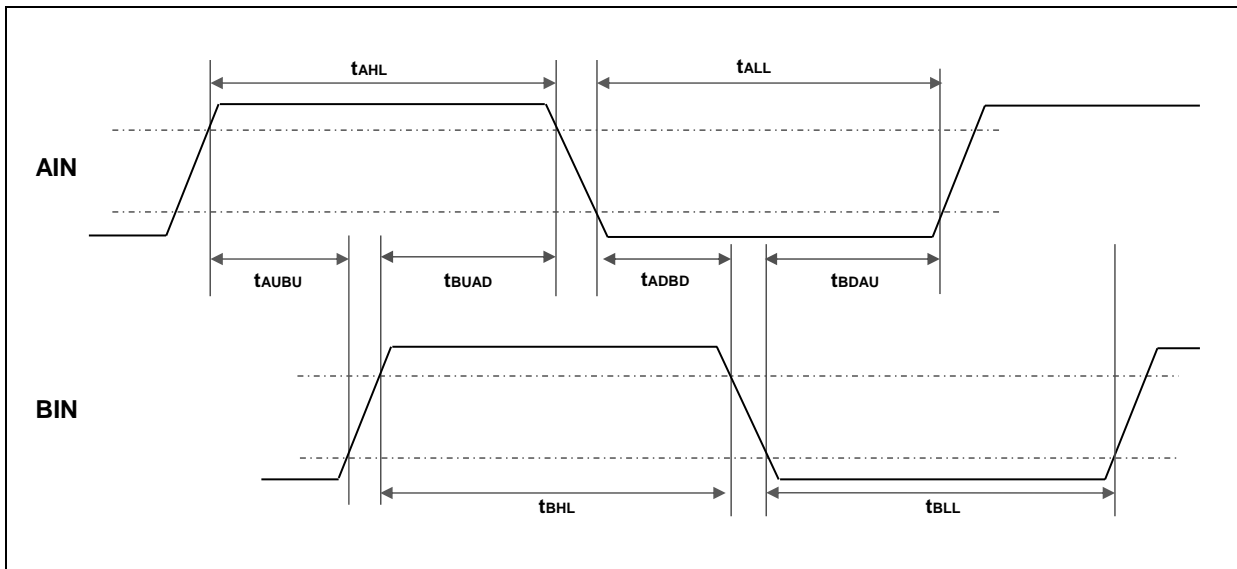 tAHL
tALL
AIN
tAUBU
tBUAD
tADBD
tBDAU
BIN
tBHL
tBLL